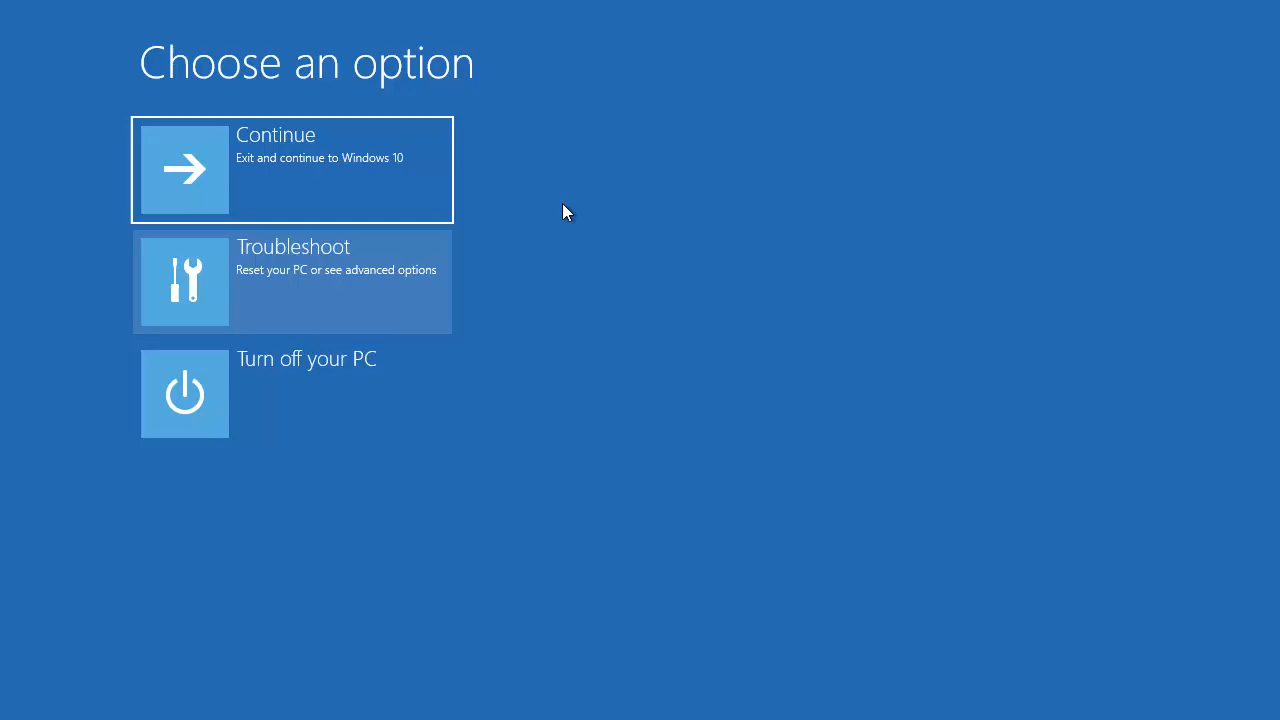 Choose an option
Continue
Exit and continue to Windows 10
Troubleshoot
Reset your PC or see advanced options
Turn off your PC